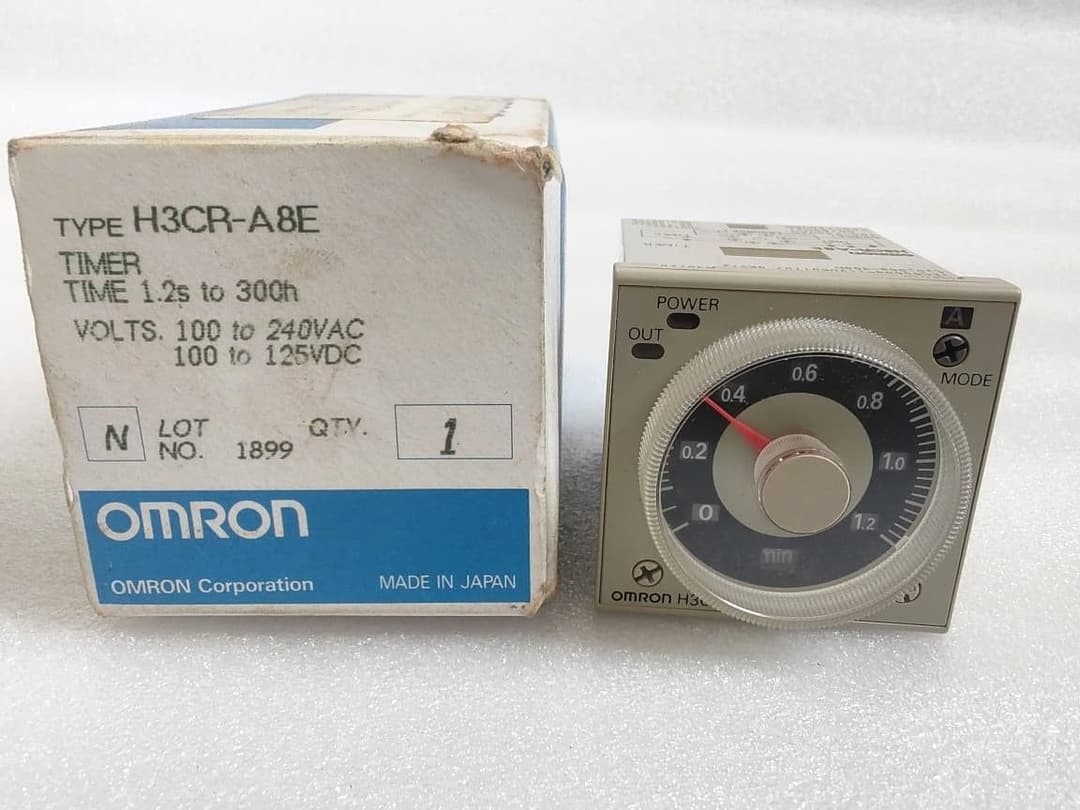 TYPE H3CR-A8E
TIMER
TIME 1.2s to 300h
VOLTS. 100 to 240VAC
100 to 125VDC
N
LOT NO. 1899
QTY. 1
OMRON
OMRON Corporation
MADE IN JAPAN
POWER
OUT
A
MODE
0
0.2
0.4
0.6
0.8
1.0
1.2
min
OMRON H3C